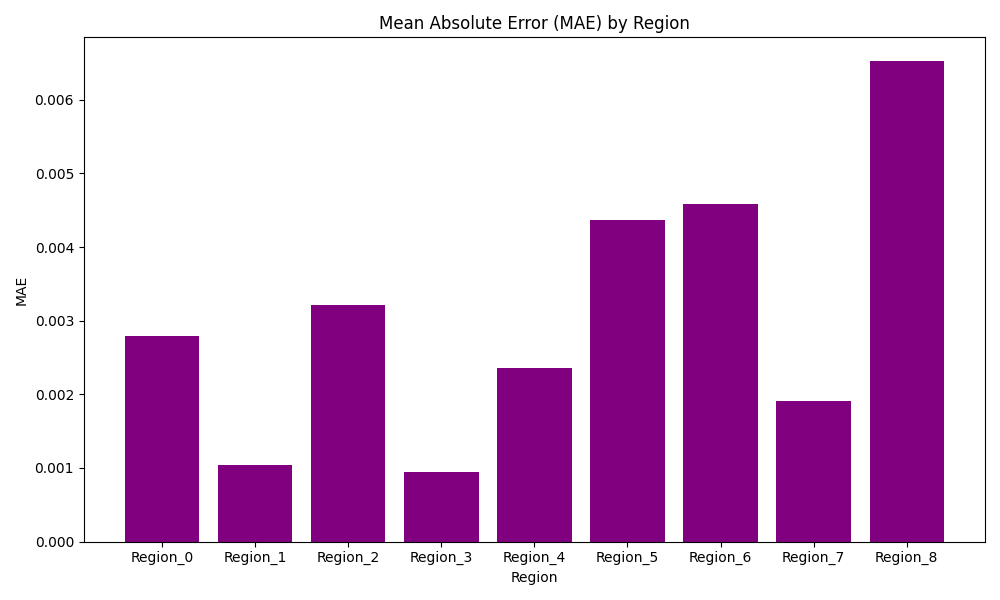 Mean Absolute Error (MAE) by Region
MAE
0.006
0.005
0.004
0.003
0.002
0.001
0.000
Region_0 Region_1 Region_2 Region_3 Region_4 Region_5 Region_6 Region_7 Region_8
Region